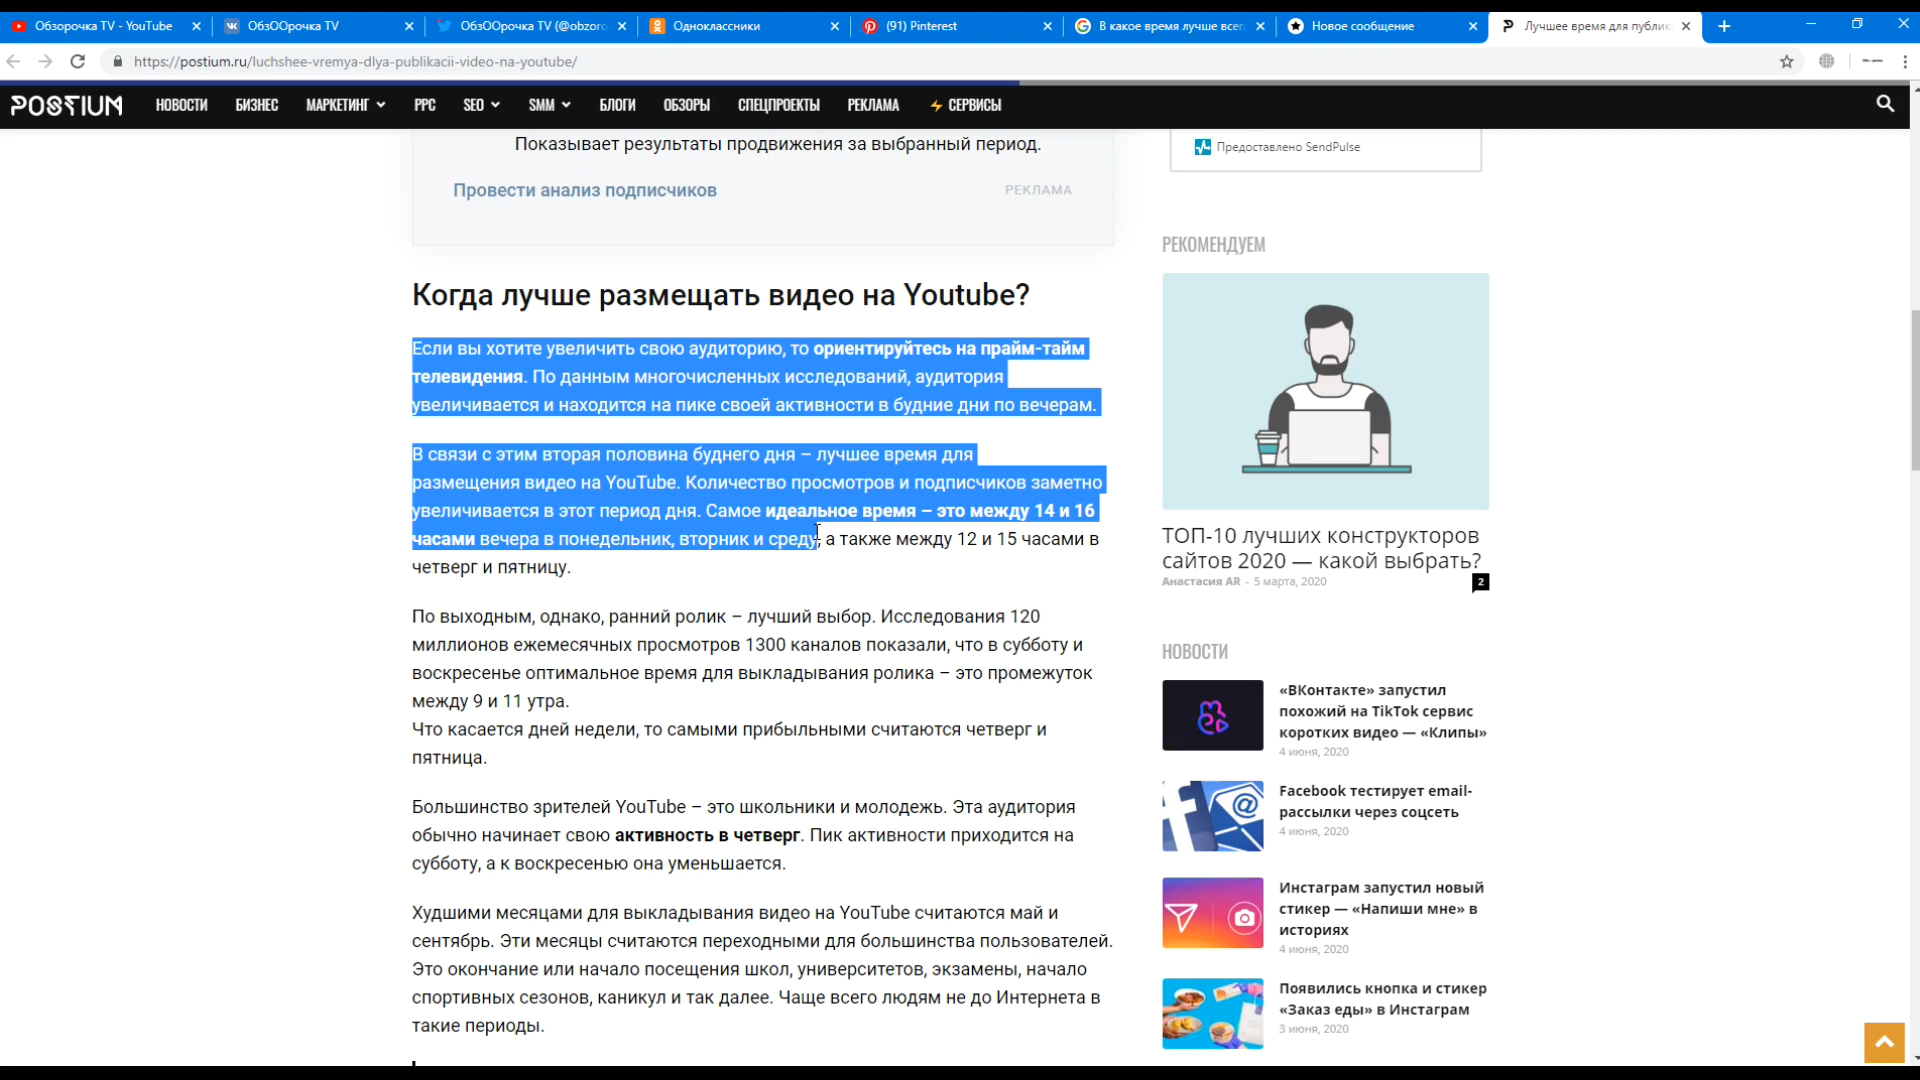 Обзорочка TV - YouTube
ОбзОрочка TV
ОбзОрочка TV (@obzoro
Одноклассники
(91) Pinterest
В какое время лучше всег
Новое сообщение
Лучшее время для публик
https://postium.ru/luchshee-vremya-dlya-publikacii-video-na-youtube/
POSTIUM
НОВОСТИ
БИЗНЕС
МАРКЕТИНГ
PPC
SEO
SMM
БЛОГИ
ОБЗОРЫ
СПЕЦПРОЕКТЫ
РЕКЛАМА
СЕРВИСЫ
Показывает результаты продвижения за выбранный период.
Провести анализ подписчиков
РЕКЛАМА
Когда лучше размещать видео на Youtube?
Если вы хотите увеличить свою аудиторию, то ориентируйтесь на прайм-тайм
телевидения. По данным многочисленных исследований, аудитория
увеличивается и находится на пике своей активности в будние дни по вечерам.
В связи с этим вторая половина буднего дня – лучшее время для
размещения видео на YouTube. Количество просмотров и подписчиков заметно
увеличивается в этот период дня. Самое идеальное время – это между 14 и 16
часами вечера в понедельник, вторник и среду, а также между 12 и 15 часами в
четверг и пятницу.
По выходным, однако, ранний ролик – лучший выбор. Исследования 120
миллионов ежемесячных просмотров 1300 каналов показали, что в субботу и
воскресенье оптимальное время для выкладывания ролика – это промежуток
между 9 и 11 утра.
Что касается дней недели, то самыми прибыльными считаются четверг и
пятница.
Большинство зрителей YouTube – это школьники и молодежь. Эта аудитория
обычно начинает свою активность в четверг. Пик активности приходится на
субботу, а к воскресенью она уменьшается.
Худшими месяцами для выкладывания видео на YouTube считаются май и
сентябрь. Эти месяцы считаются переходными для большинства пользователей.
Это окончание или начало посещения школ, университетов, экзамены, начало
спортивных сезонов, каникул и так далее. Чаще всего людям не до Интернета в
такие периоды.
Предоставлено SendPulse
РЕКОМЕНДУЕМ
ТОП-10 лучших конструкторов
сайтов 2020 — какой выбрать?
Анастасия AR - 5 марта, 2020
2
НОВОСТИ
«ВКонтакте» запустил
похожий на TikTok сервис
коротких видео — «Клипы»
4 июня, 2020
Facebook тестирует email-
рассылки через соцсеть
4 июня, 2020
Инстаграм запустил новый
стикер — «Напиши мне» в
историях
4 июня, 2020
Появились кнопка и стикер
«Заказ еды» в Инстаграм
3 июня, 2020